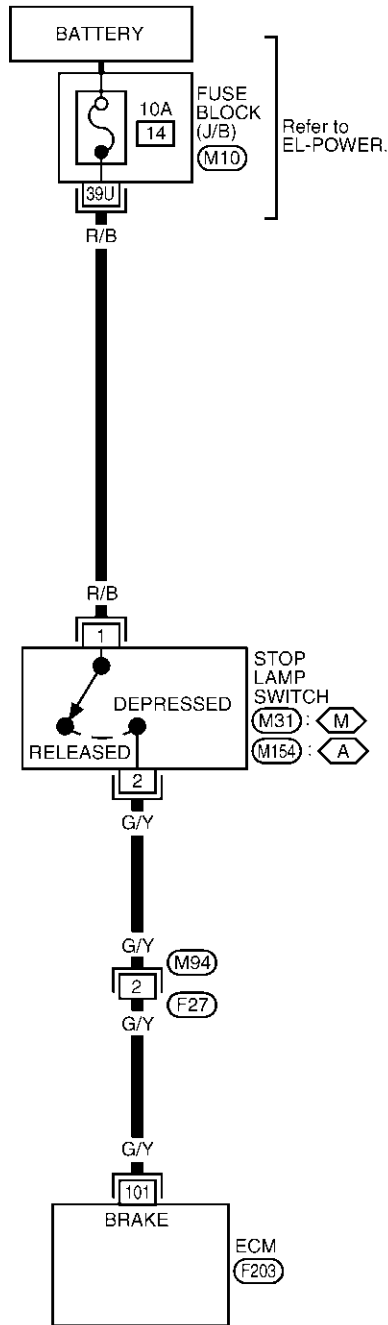 BATTERY
10A
14
FUSE
BLOCK
(J/B)
M10
Refer to
EL-POWER.
39U
R/B
R/B
1
STOP
LAMP
SWITCH
DEPRESSED
RELEASED
M31 : M
M154 : A
2
G/Y
G/Y
M94
2
F27
G/Y
G/Y
101
BRAKE
ECM
F203